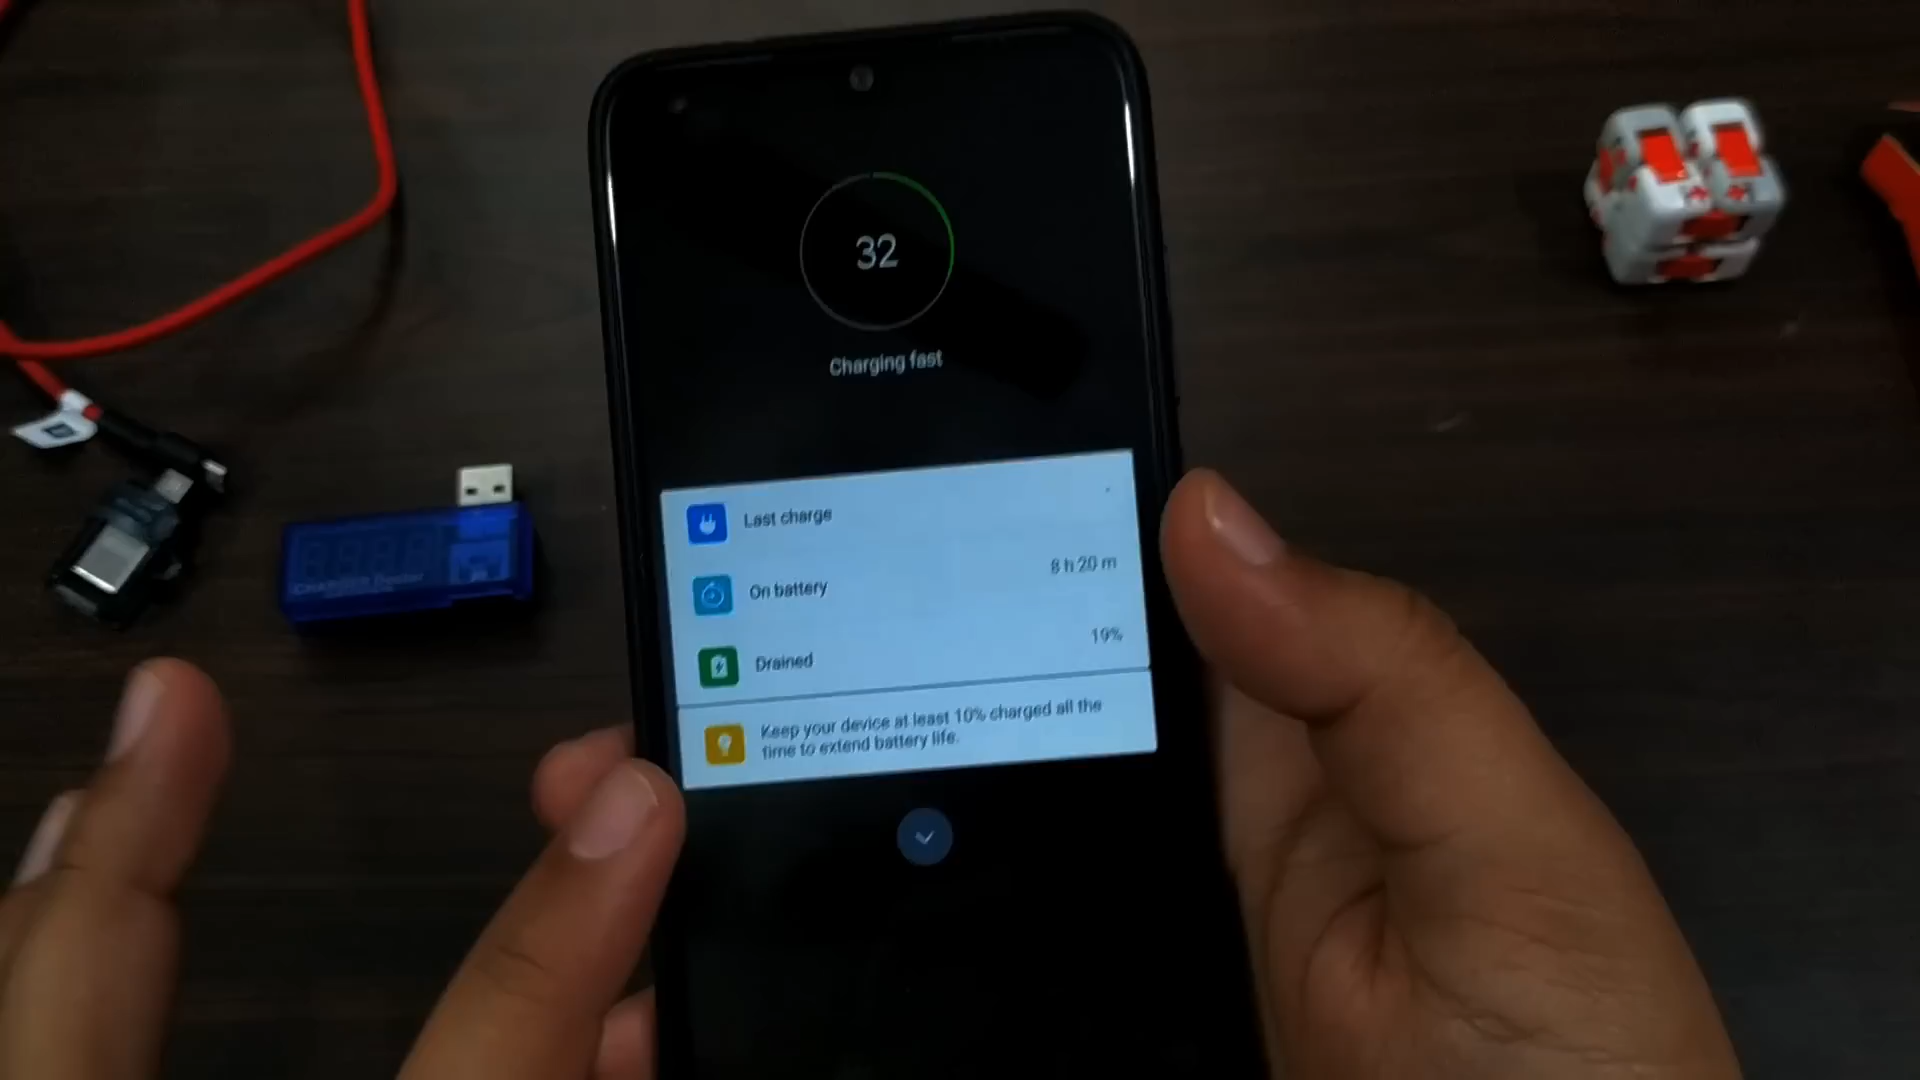 32
Charging fast
Last charge
On battery
8 h 20 m
Drained
19%
Keep your device at least 10% charged all the
time to extend battery life.